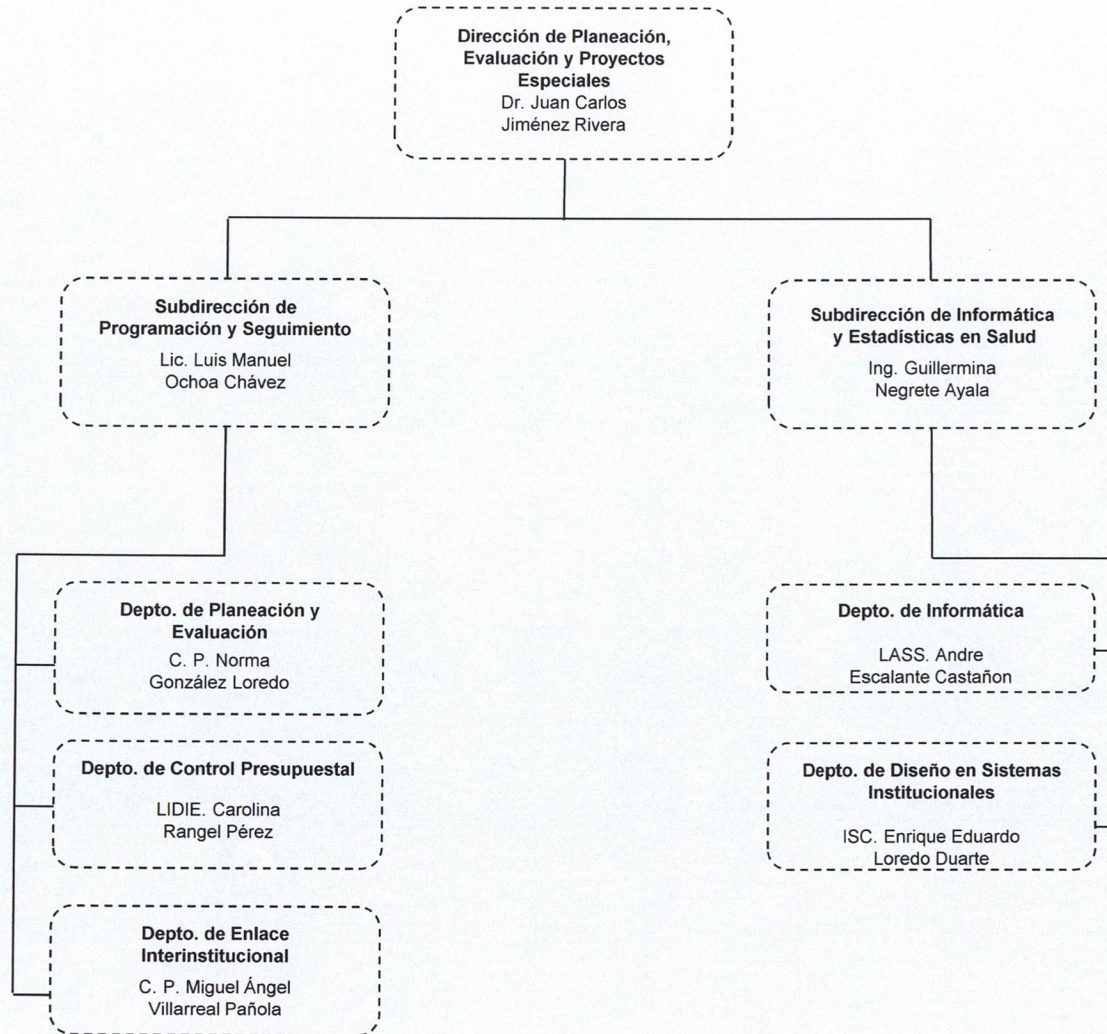 Dirección de Planeación,
Evaluación y Proyectos
Especiales
Dr. Juan Carlos
Jiménez Rivera
Subdirección de
Programación y Seguimiento
Lic. Luis Manuel
Ochoa Chávez
Subdirección de Informática
y Estadísticas en Salud
Ing. Guillermina
Negrete Ayala
Depto. de Planeación y
Evaluación
C. P. Norma
González Loredo
Depto. de Informática
LASS. Andre
Escalante Castañon
Depto. de Control Presupuestal
LIDIE. Carolina
Rangel Pérez
Depto. de Diseño en Sistemas
Institucionales
ISC. Enrique Eduardo
Loredo Duarte
Depto. de Enlace
Interinstitucional
C. P. Miguel Ángel
Villarreal Pañola